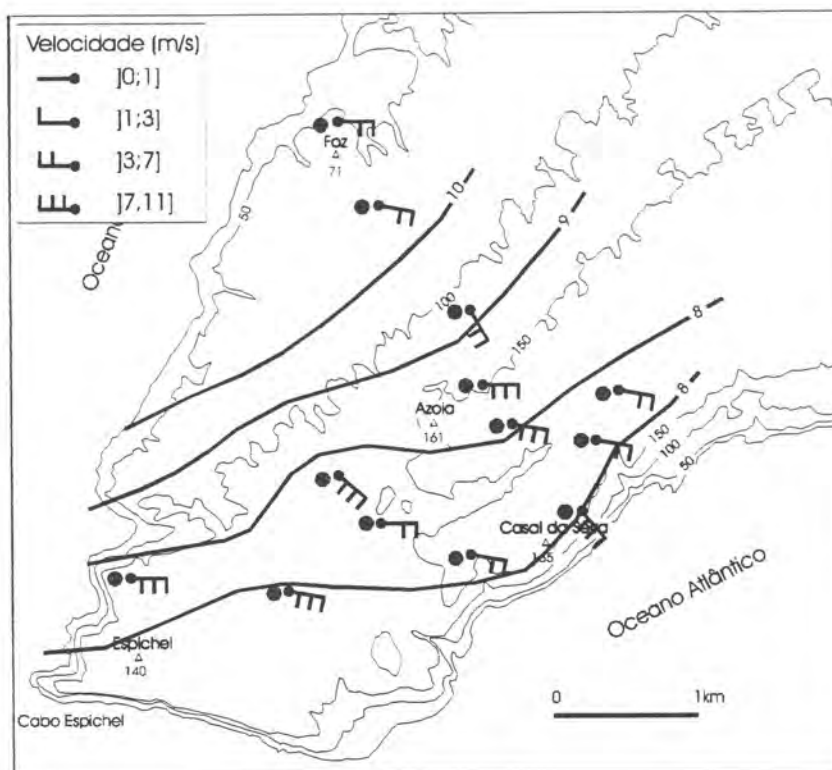 Velocidade (m/s)
]0;1]
]1;3]
]3;7]
]7,11]
Foz
71
50
10
9
Oceano
100
150
8
8
Azoia
161
150
100
50
Casal da
165
Oceano Atlântico
Espichel
140
0 1km
Cabo Espichel